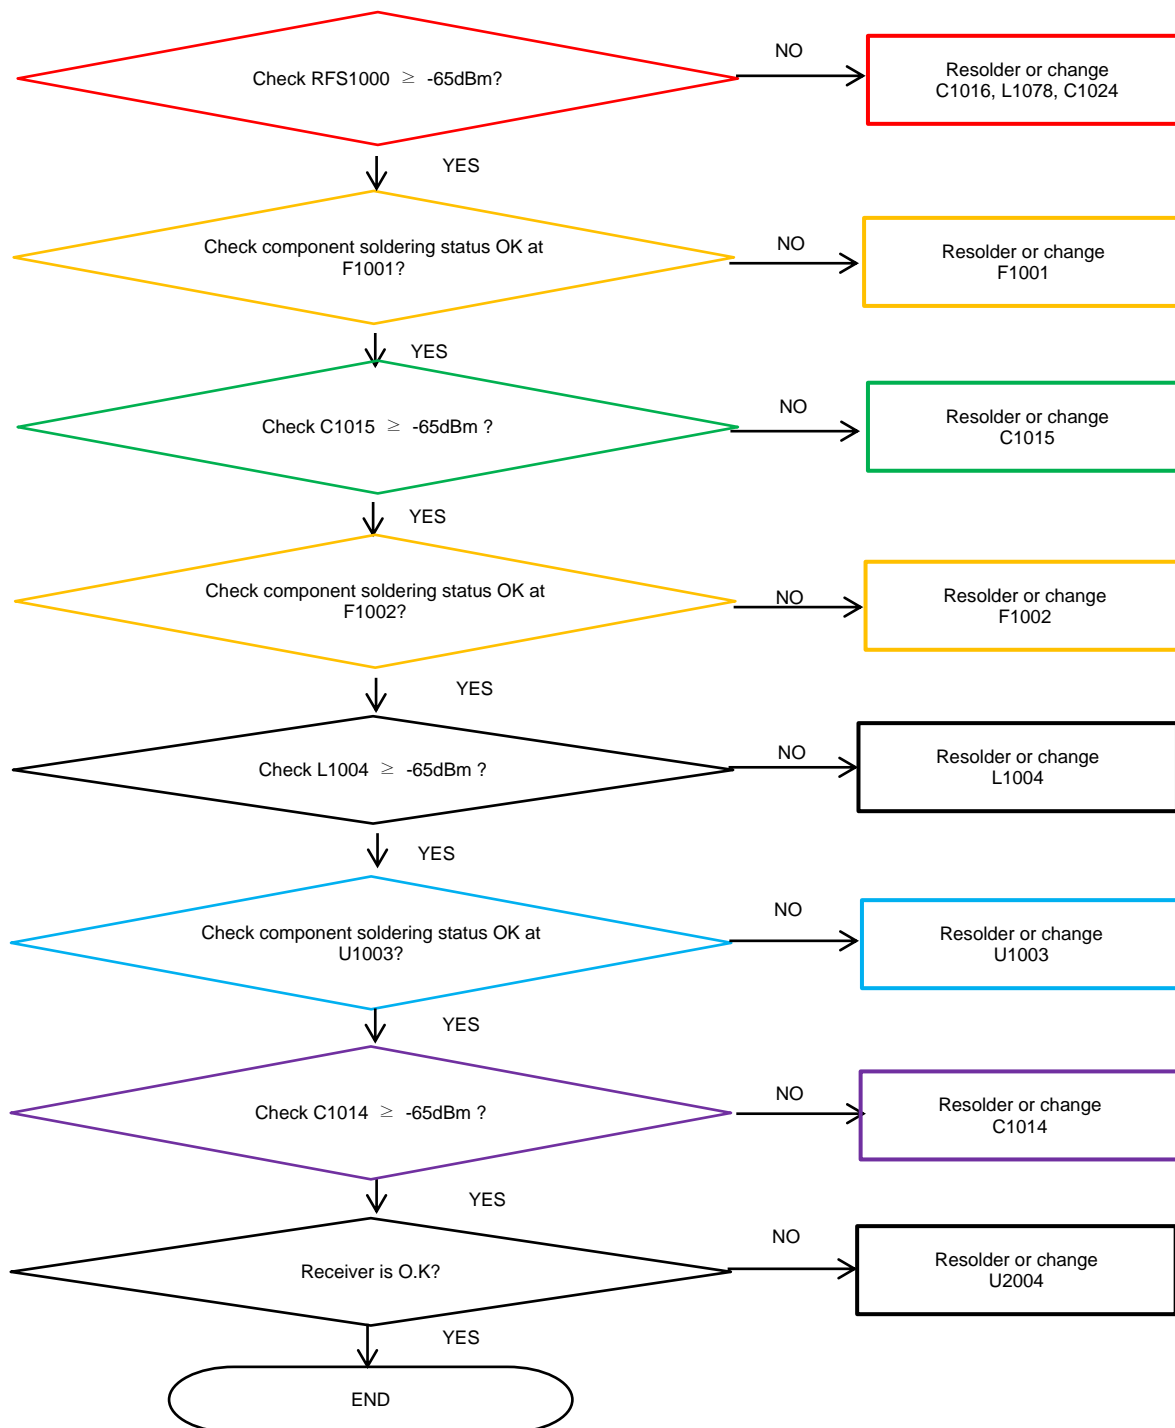 Check RFS1000 ≥ -65dBm?
NO
Resolder or change
C1016, L1078, C1024
YES
Check component soldering status OK at
F1001?
NO
Resolder or change
F1001
YES
Check C1015 ≥ -65dBm ?
NO
Resolder or change
C1015
YES
Check component soldering status OK at
F1002?
NO
Resolder or change
F1002
YES
Check L1004 ≥ -65dBm ?
NO
Resolder or change
L1004
YES
Check component soldering status OK at
U1003?
NO
Resolder or change
U1003
YES
Check C1014 ≥ -65dBm ?
NO
Resolder or change
C1014
YES
Receiver is O.K?
NO
Resolder or change
U2004
YES
END